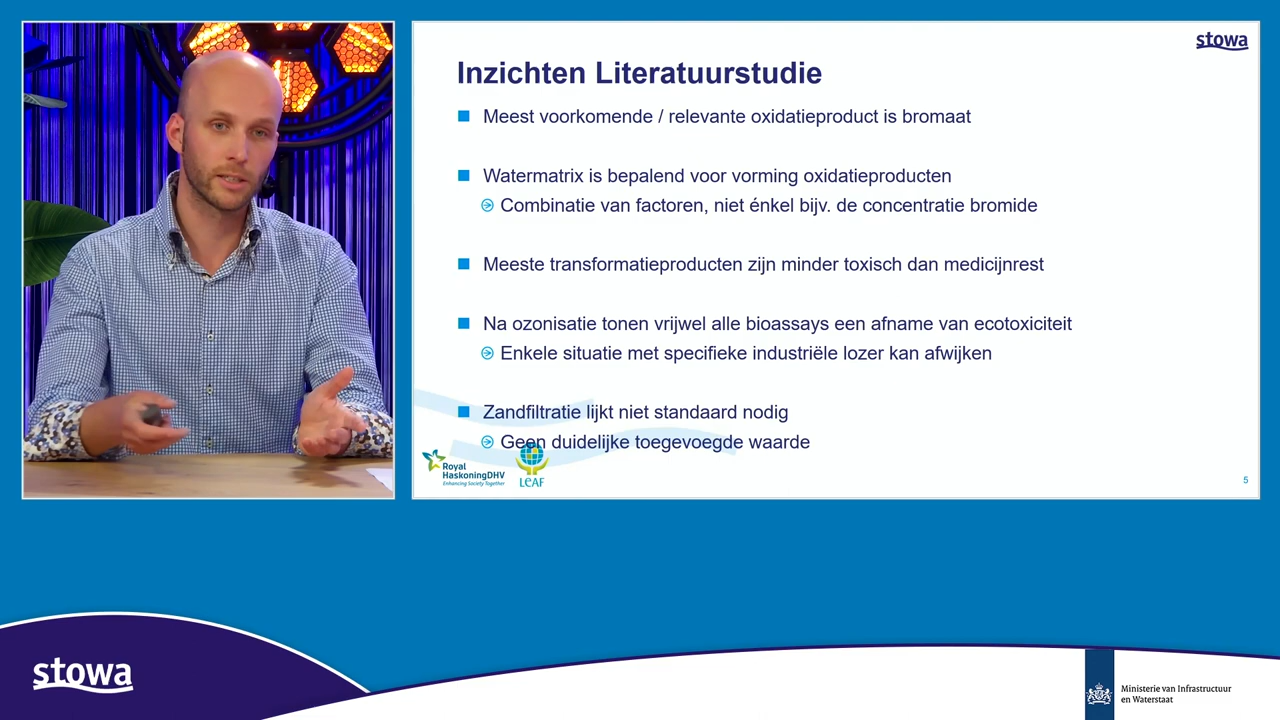 stowa
Inzichten Literatuurstudie
Meest voorkomende / relevante oxidatieproduct is bromaat
Watermatrix is bepalend voor vorming oxidatieproducten
Combinatie van factoren, niet énkel bijv. de concentratie bromide
Meeste transformatieproducten zijn minder toxisch dan medicijnrest
Na ozonisatie tonen vrijwel alle bioassays een afname van ecotoxiciteit
Enkele situatie met specifieke industriële lozer kan afwijken
Zandfiltratie lijkt niet standaard nodig
Geen duidelijke toegevoegde waarde
Royal
HaskoningDHV
Enhancing Society Together
LeAF
5
stowa
Ministerie van Infrastructuur
en Waterstaat